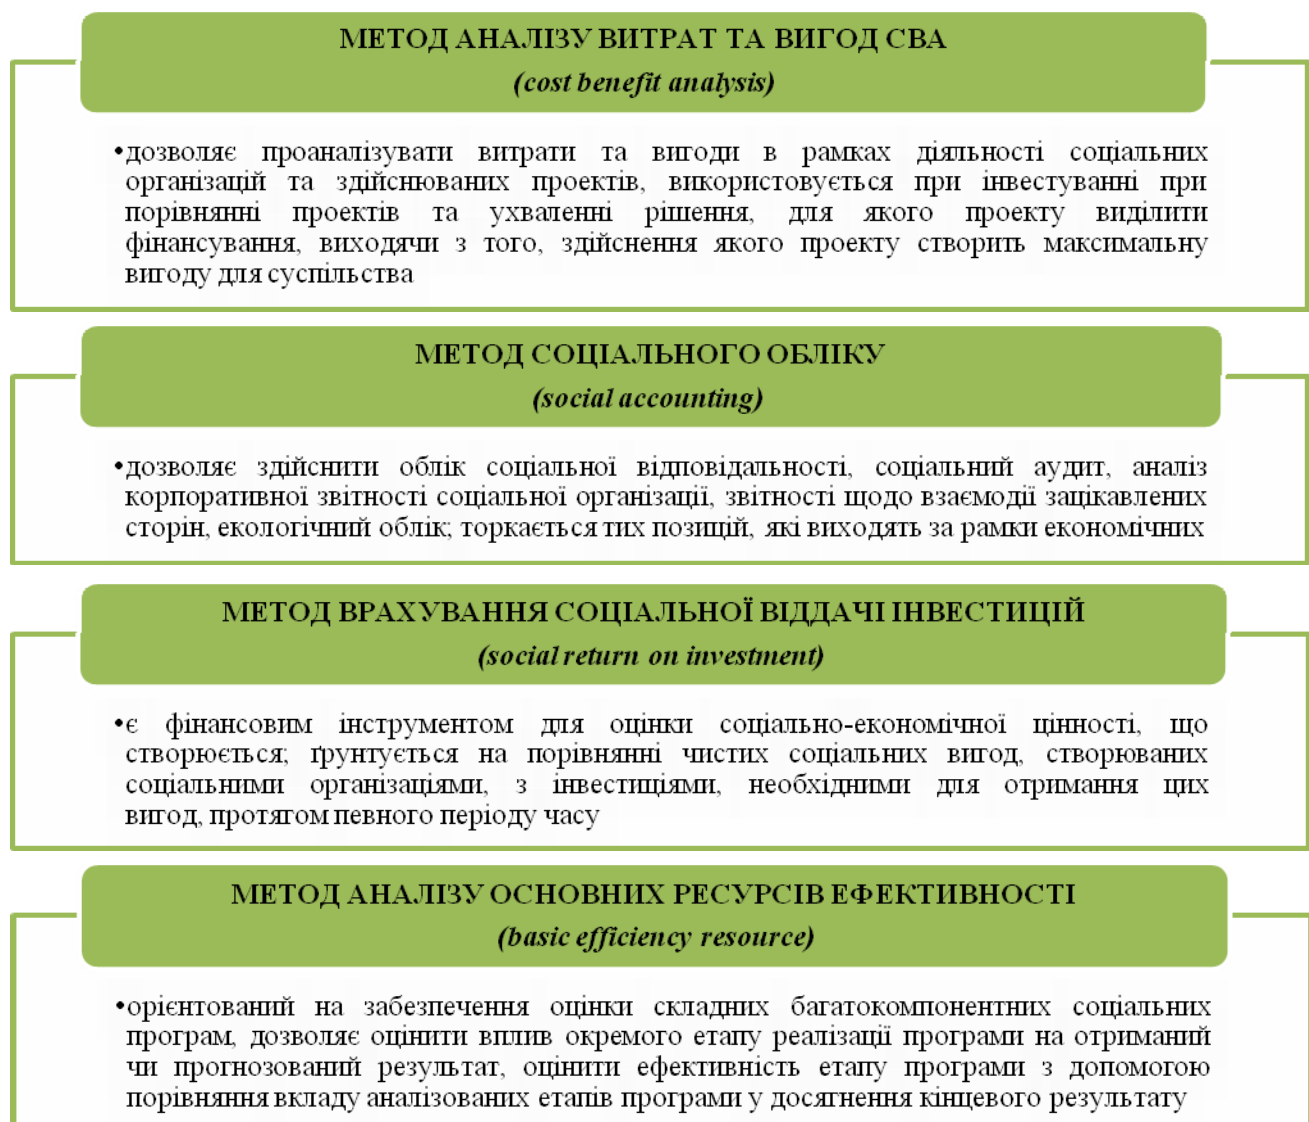 МЕТОД АНАЛІЗУ ВИТРАТ ТА ВИГОД CBA
(cost benefit analysis)
•дозволяє проаналізувати витрати та вигоди в рамках діяльності соціальних
організацій та здійснюваних проектів, використовується при інвестуванні при
порівнянні проектів та ухваленні рішення, для якого проекту виділити
фінансування, виходячи з того, здійснення якого проекту створить максимальну
вигоду для суспільства
МЕТОД СОЦІАЛЬНОГО ОБЛІКУ
(social accounting)
•дозволяє здійснити облік соціальної відповідальності, соціальний аудит, аналіз
корпоративної звітності соціальної організації, звітності щодо взаємодії зацікавлених
сторін, екологічний облік; торкається тих позицій, які виходять за рамки економічних
МЕТОД ВРАХУВАННЯ СОЦІАЛЬНОЇ ВІДДАЧІ ІНВЕСТИЦІЙ
(social return on investment)
•є фінансовим інструментом для оцінки соціально-економічної цінності, що
створюється; ґрунтується на порівнянні чистих соціальних вигод, створюваних
соціальними організаціями, з інвестиціями, необхідними для отримання цих
вигод, протягом певного періоду часу
МЕТОД АНАЛІЗУ ОСНОВНИХ РЕСУРСІВ ЕФЕКТИВНОСТІ
(basic efficiency resource)
•орієнтований на забезпечення оцінки складних багатокомпонентних соціальних
програм, дозволяє оцінити вплив окремого етапу реалізації програми на отриманий
чи прогнозований результат, оцінити ефективність етапу програми з допомогою
порівняння вкладу аналізованих етапів програми у досягнення кінцевого результату